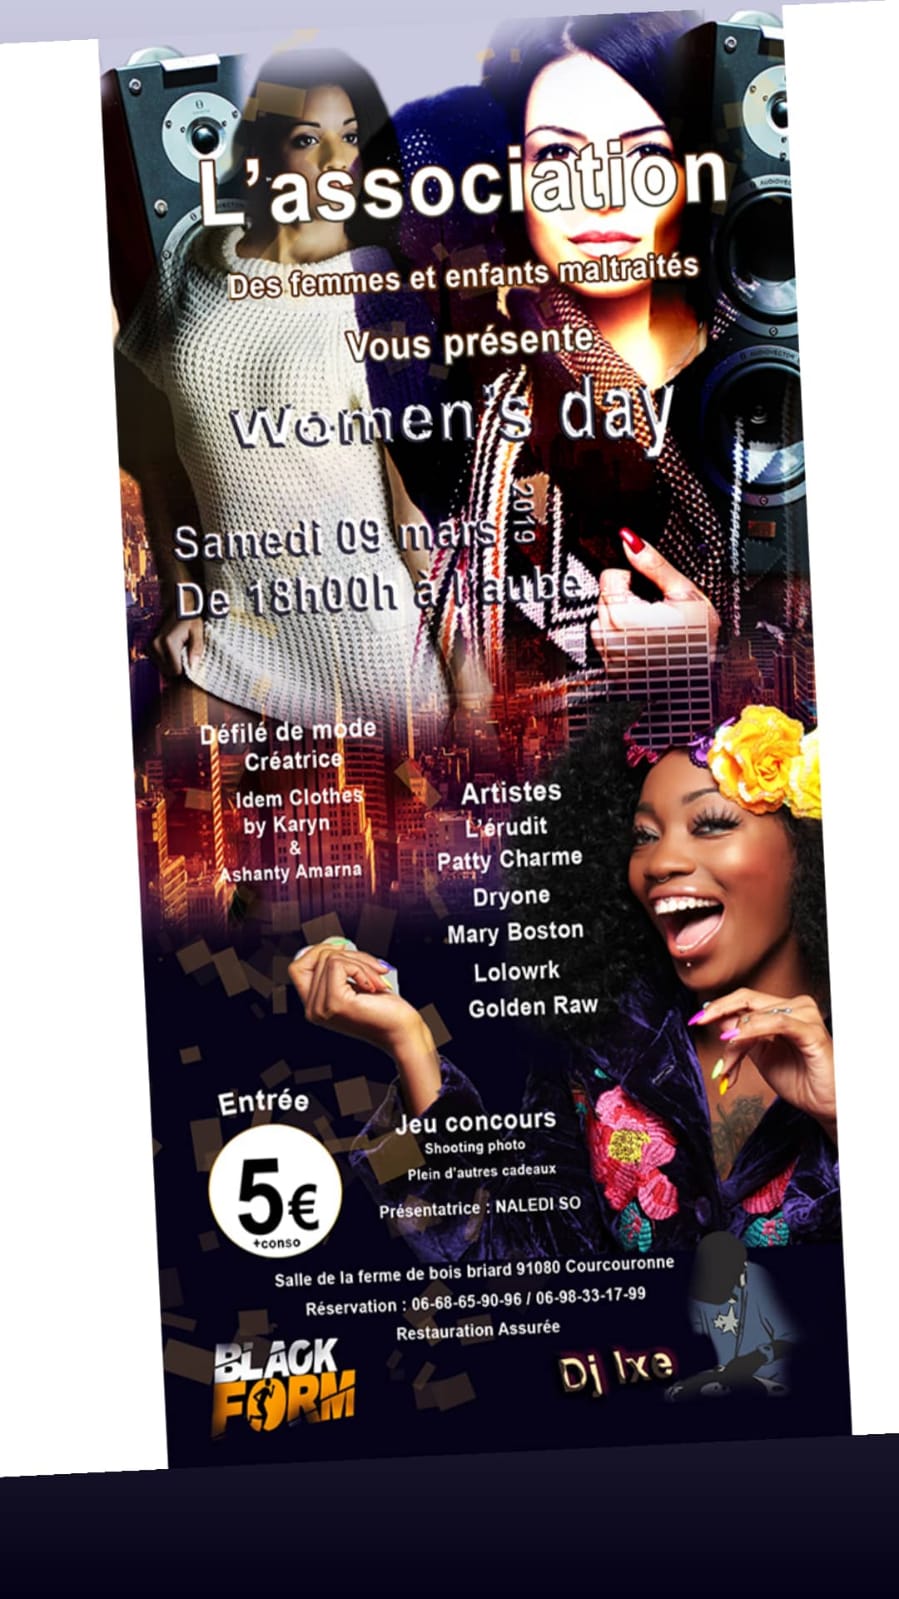 L'association
Des femmes et enfants maltraités
Vous présente
Women's day
Samedi 09 mars 2019
De 18h00h à l'aube
Défilé de mode
Créatrice
Idem Clothes
by Karyn
&
Ashanty Amarna
Artistes
L'érudit
Patty Charme
Dryone
Mary Boston
Lolowrk
Golden Raw
Entrée
5€
+conso
Jeu concours
Shooting photo
Plein d'autres cadeaux
Présentatrice : NALEDI SO
Salle de la ferme de bois briard 91080 Courcouronne
Réservation : 06-68-65-90-96 / 06-98-33-17-99
Restauration Assurée
BLACK
FORM
Dj Ixe